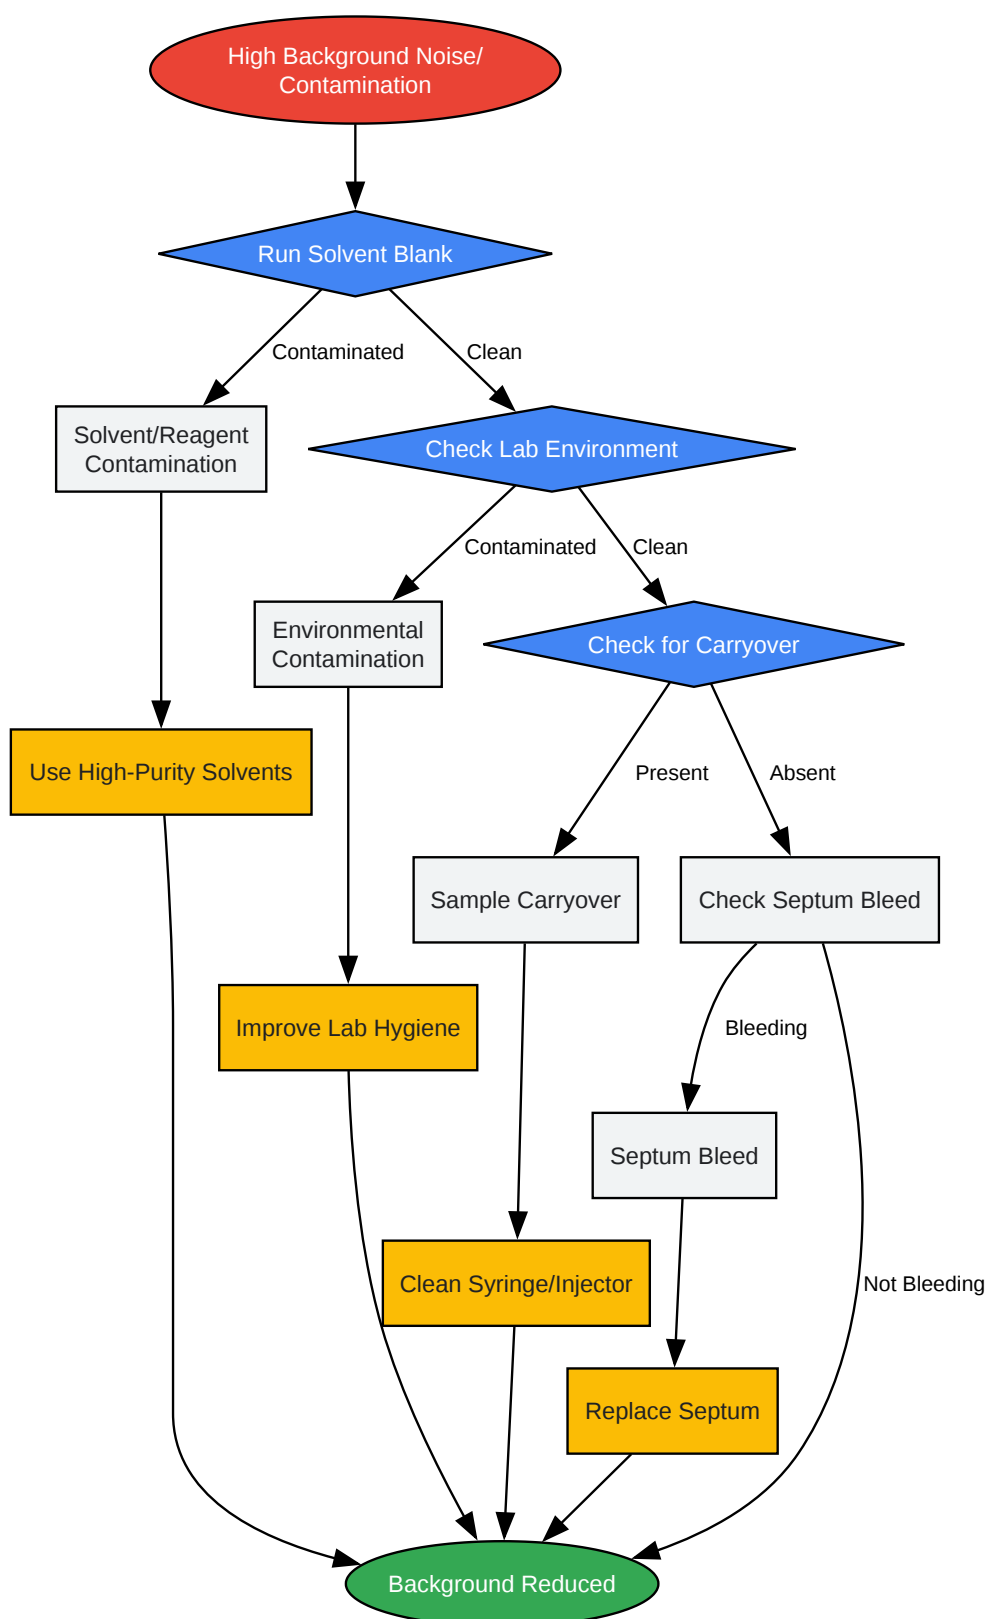 High Background Noise/
Contamination
Run Solvent Blank
Contaminated
Clean
Solvent/Reagent
Contamination
Check Lab Environment
Contaminated
Clean
Environmental
Contamination
Check for Carryover
Use High-Purity Solvents
Present
Absent
Sample Carryover
Check Septum Bleed
Improve Lab Hygiene
Bleeding
Septum Bleed
Clean Syringe/Injector
Not Bleeding
Replace Septum
Background Reduced